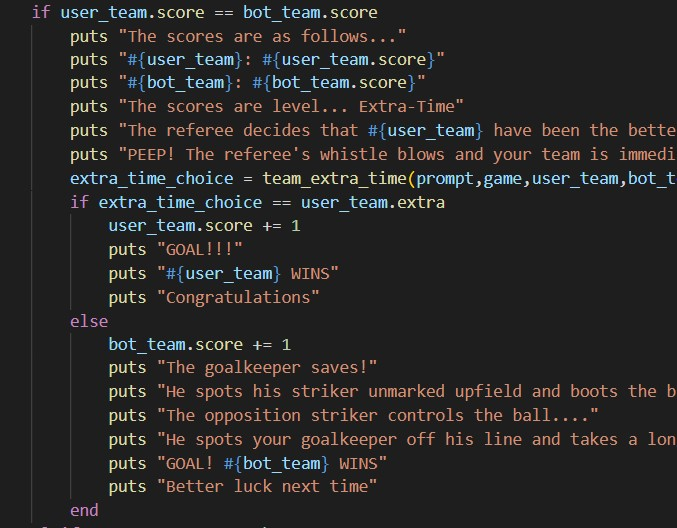 if user_team.score == bot_team.score
puts "The scores are as follows..."
puts "#{user_team}: #{user_team.score}"
puts "#{bot_team}: #{bot_team.score}"
puts "The scores are level... Extra-Time"
puts "The referee decides that #{user_team} have been the bette
puts "PEEP! The referee's whistle blows and your team is immedi
extra_time_choice = team_extra_time(prompt,game,user_team,bot_t
if extra_time_choice == user_team.extra
user_team.score += 1
puts "GOAL!!!"
puts "#{user_team} WINS"
puts "Congratulations"
else
bot_team.score += 1
puts "The goalkeeper saves!"
puts "He spots his striker unmarked upfield and boots the b
puts "The opposition striker controls the ball...."
puts "He spots your goalkeeper off his line and takes a lon
puts "GOAL! #{bot_team} WINS"
puts "Better luck next time"
end